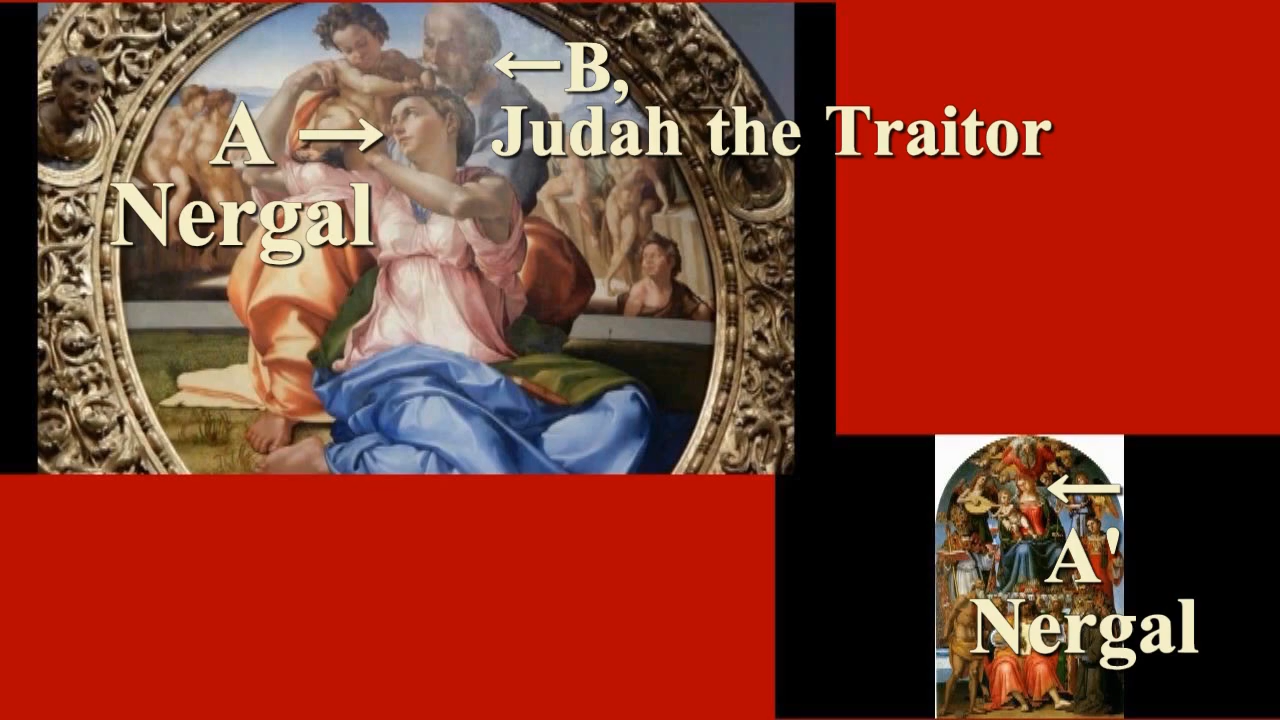 ←B,
Judah the Traitor
A →
Nergal
←
A'
Nergal